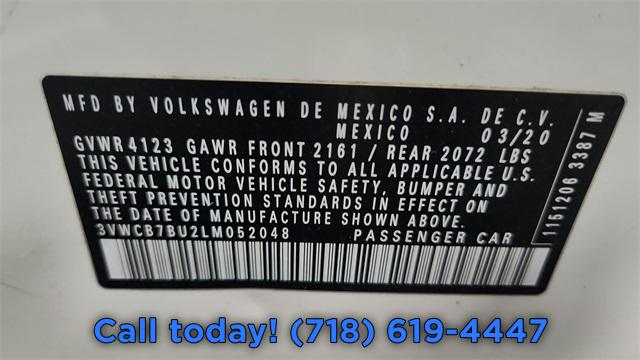 MFD BY VOLKSWAGEN DE MEXICO S.A. DE C.V.
MEXICO 03/20
GVWR 4123 GAWR FRONT 2161 / REAR 2072 LBS
THIS VEHICLE CONFORMS TO ALL APPLICABLE U.S.
FEDERAL MOTOR VEHICLE SAFETY, BUMPER AND
THEFT PREVENTION STANDARDS IN EFFECT ON
THE DATE OF MANUFACTURE SHOWN ABOVE.
3VWCB7BU2LM052048 PASSENGER CAR
1151206 3387 M
Call today! (718) 619-4447